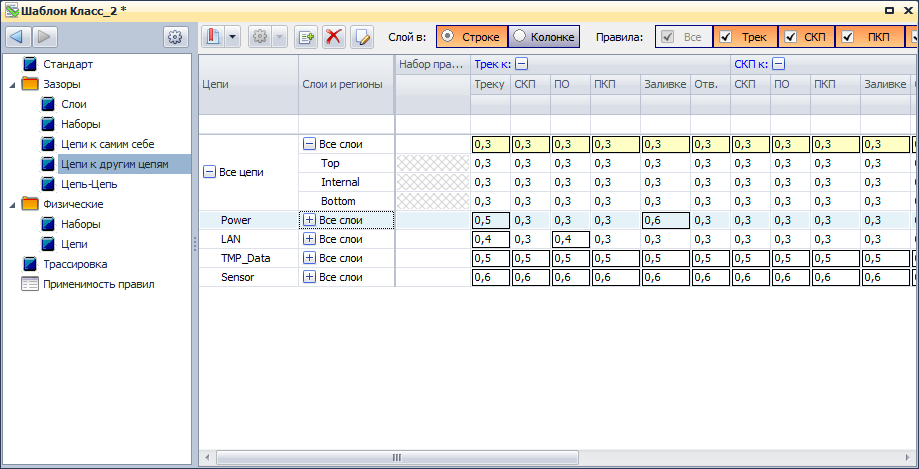 Шаблон Класс_2 *
Слой в: Строке Колонке Правила: Все Трек СКП ПКП
Стандарт
Зазоры
Слои
Наборы
Цепи к самим себе
Цепи к другим цепям
Цепь-Цепь
Физические
Наборы
Цепи
Трассировка
Применимость правил
Цепи Слои и регионы Набор пра... Трек к: СКП к:
Треку СКП ПО ПКП Заливке Отв. СКП ПО ПКП Заливке
Все цепи
Все слои 0,3 0,3 0,3 0,3 0,3 0,3 0,3 0,3 0,3 0,3
Top 0,3 0,3 0,3 0,3 0,3 0,3 0,3 0,3 0,3 0,3
Internal 0,3 0,3 0,3 0,3 0,3 0,3 0,3 0,3 0,3 0,3
Bottom 0,3 0,3 0,3 0,3 0,3 0,3 0,3 0,3 0,3 0,3
Power Все слои 0,5 0,3 0,3 0,3 0,6 0,3 0,3 0,3 0,3 0,3
LAN Все слои 0,4 0,3 0,4 0,3 0,3 0,3 0,3 0,3 0,3 0,3
TMP_Data Все слои 0,5 0,5 0,5 0,5 0,5 0,5 0,5 0,5 0,5 0,5
Sensor Все слои 0,6 0,6 0,6 0,6 0,6 0,6 0,6 0,6 0,6 0,6